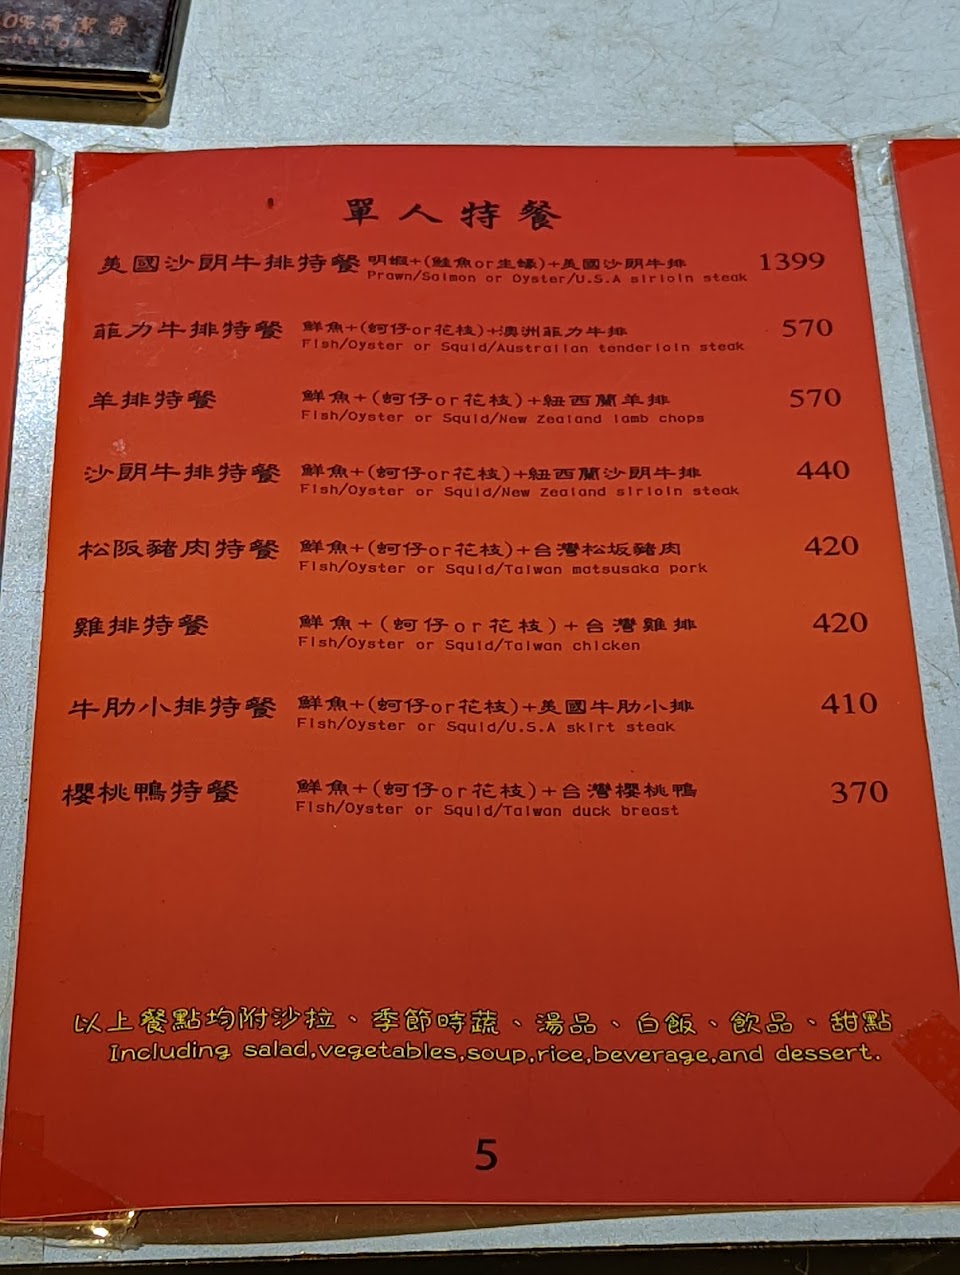 0%清潔費
charge
單人特餐
美國沙朗牛排特餐 明蝦+(鮭魚or生蠔)+美國沙朗牛排 1399
Prawn/Salmon or Oyster/U.S.A sirloin steak
菲力牛排特餐 鮮魚+(蚵仔or花枝)+澳洲菲力牛排 570
Fish/Oyster or Squid/Australian tenderloin steak
羊排特餐 鮮魚+(蚵仔or花枝)+紐西蘭羊排 570
Fish/Oyster or Squid/New Zealand lamb chops
沙朗牛排特餐 鮮魚+(蚵仔or花枝)+紐西蘭沙朗牛排 440
Fish/Oyster or Squid/New Zealand sirloin steak
松阪豬肉特餐 鮮魚+(蚵仔or花枝)+台灣松坂豬肉 420
Fish/Oyster or Squid/Taiwan matsusaka pork
雞排特餐 鮮魚+(蚵仔or花枝)+台灣雞排 420
Fish/Oyster or Squid/Taiwan chicken
牛肋小排特餐 鮮魚+(蚵仔or花枝)+美國牛肋小排 410
Fish/Oyster or Squid/U.S.A skirt steak
櫻桃鴨特餐 鮮魚+(蚵仔or花枝)+台灣櫻桃鴨 370
Fish/Oyster or Squid/Taiwan duck breast
以上餐點均附沙拉、季節時蔬、湯品、白飯、飲品、甜點
Including salad,vegetables,soup,rice,beverage,and dessert.
5